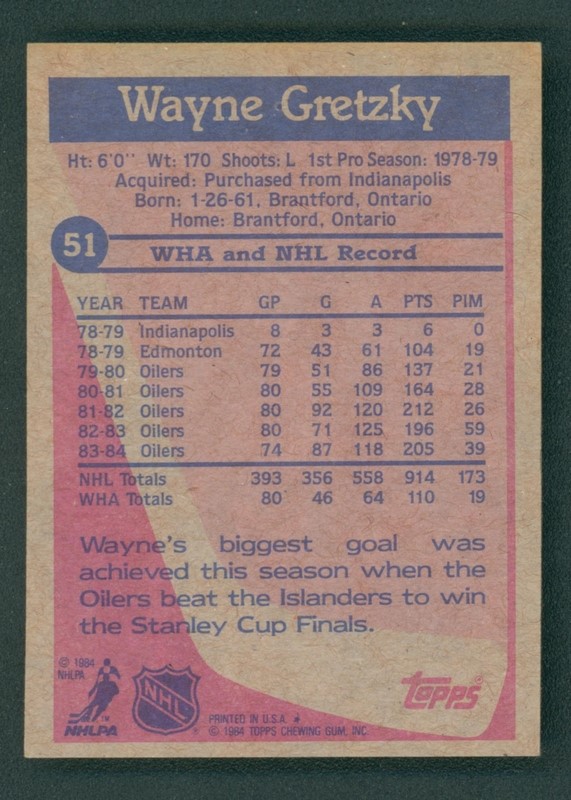 Wayne Gretzky
Ht: 6'0'' Wt: 170 Shoots: L 1st Pro Season: 1978-79
Acquired: Purchased from Indianapolis
Born: 1-26-61, Brantford, Ontario
Home: Brantford, Ontario
51
WHA and NHL Record
YEAR TEAM GP G A PTS PIM
78-79 Indianapolis 8 3 3 6 0
78-79 Edmonton 72 43 61 104 19
79-80 Oilers 79 51 86 137 21
80-81 Oilers 80 55 109 164 28
81-82 Oilers 80 92 120 212 26
82-83 Oilers 80 71 125 196 59
83-84 Oilers 74 87 118 205 39
NHL Totals 393 356 558 914 173
WHA Totals 80 46 64 110 19
Wayne's biggest goal was
achieved this season when the
Oilers beat the Islanders to win
the Stanley Cup Finals.
© 1984
NHLPA
NHLPA
TM
NHL
®
topps®
PRINTED IN U.S.A.
© 1984 TOPPS CHEWING GUM, INC